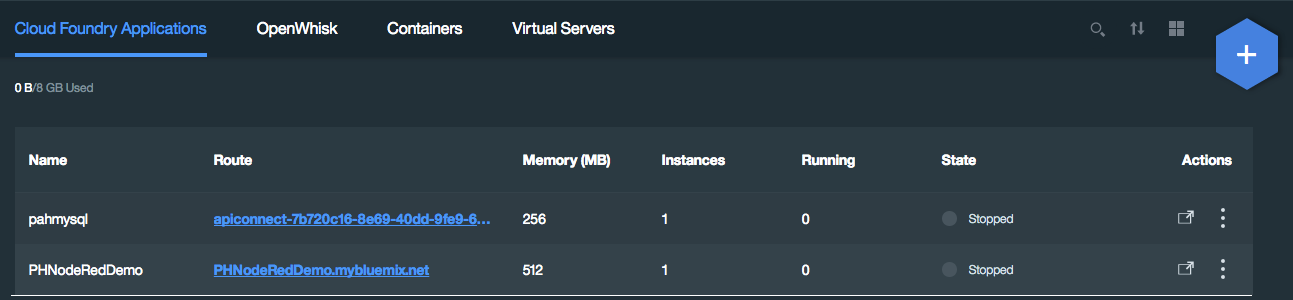 Cloud Foundry Applications OpenWhisk Containers Virtual Servers
+
0 B/8 GB Used
Name Route Memory (MB) Instances Running State Actions
pahmysql apiconnect-7b720c16-8e69-40dd-9fe9-6... 256 1 0 Stopped
PHNodeRedDemo PHNodeRedDemo.mybluemix.net 512 1 0 Stopped